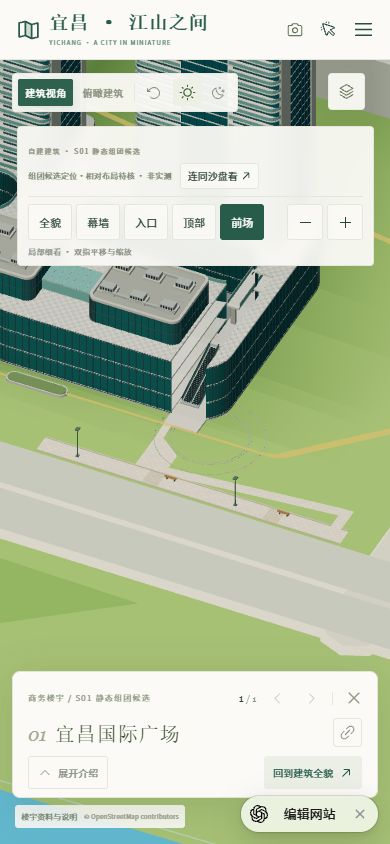 宜昌 · 江山之间
YICHANG · A CITY IN MINIATURE
建筑视角 俯瞰建筑
自建建筑 · S01 静态组团候选
组团候选定位·相对布局待核 · 非实测 连同沙盘看
全貌 幕墙 入口 顶部 前场
局部细看 · 双指平移与缩放
商务楼宇 / S01 静态组团候选 1 / 1
01 宜昌国际广场
展开介绍 回到建筑全貌
楼宇资料与说明 © OpenStreetMap contributors
编辑网站